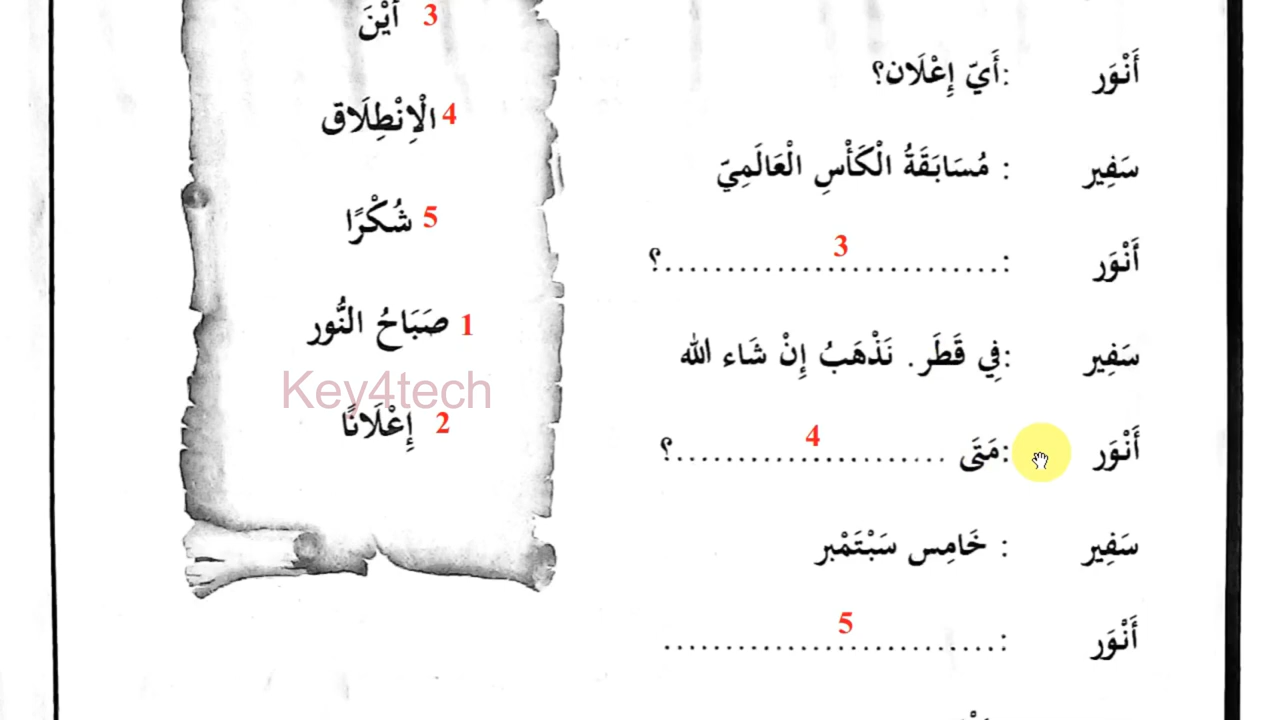 أَنْوَر :أَيّ إِعْلَان؟
سَفِير : مُسَابَقَةُ الْكَأْسِ الْعَالَمِيّ
أَنْوَر :............................؟
3
سَفِير :فِي قَطَر. نَذْهَبُ إِنْ شَاء الله
أَنْوَر :مَتَى .......................؟
4
سَفِير : خَامِس سَبْتَمْبر
أَنْوَر :............................
5
3 أَيْنَ
4 الْاِنْطِلَاق
5 شُكْرًا
1 صَبَاحُ النُّور
Key4tech
2 إِعْلَانًا